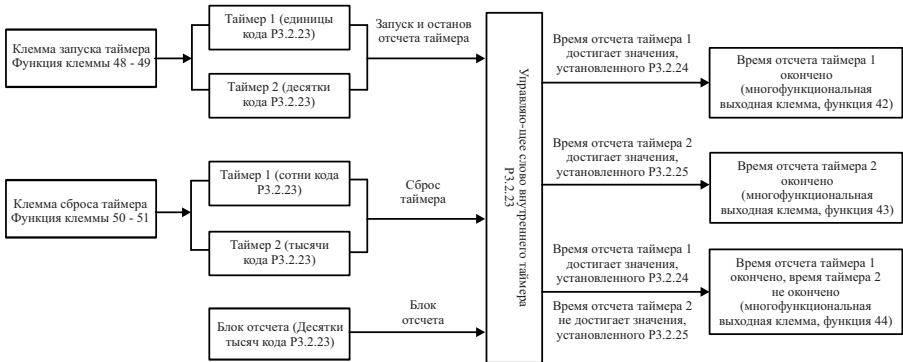 Клемма запуска таймера
Функция клеммы 48 - 49
Таймер 1 (единицы
кода P3.2.23)
Таймер 2 (десятки
кода P3.2.23)
Запуск и останов
отсчета таймера
Клемма сброса таймера
Функция клеммы 50 - 51
Таймер 1 (сотни кода
P3.2.23)
Таймер 2 (тысячи
кода P3.2.23)
Сброс
таймера
Блок отсчета (Десятки
тысяч кода P3.2.23)
Блок
отсчета
Управляю-щее слово внутреннего таймера
P3.2.23
Время отсчета таймера 1
достигает значения,
установленного P3.2.24
Время отсчета таймера 1
окончено
(многофункциональная
выходная клемма, функция 42)
Время отсчета таймера 2
достигает значения,
установленного P3.2.25
Время отсчета таймера 2
окончено
(многофункциональная
выходная клемма, функция 43)
Время отсчета таймера 1
достигает значения,
установленного P3.2.24
Время отсчета таймера 2
не достигает значения,
установленного P3.2.25
Время отсчета таймера 1
окончено, время таймера 2
не окончено
(многофункциональная
выходная клемма, функция 44)